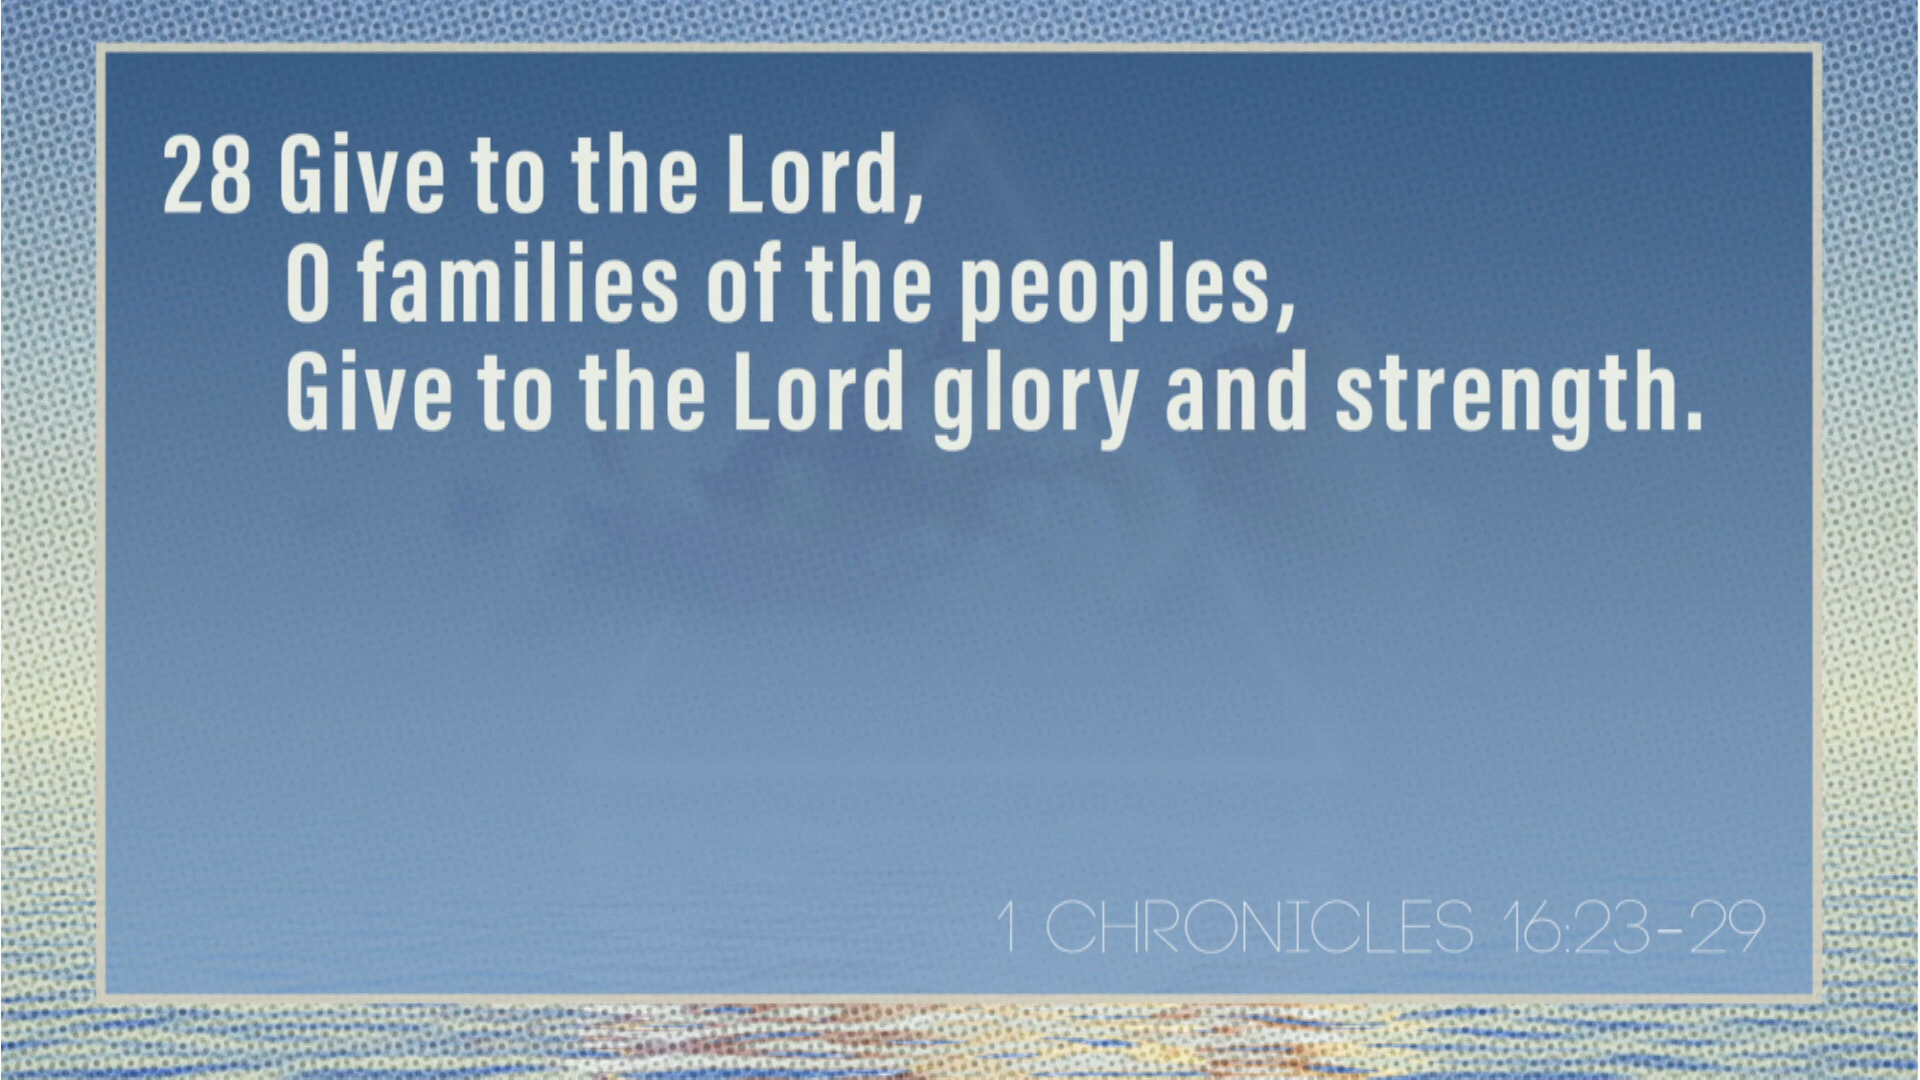 28 Give to the Lord,
O families of the peoples,
Give to the Lord glory and strength.
1 CHRONICLES 16:23-29